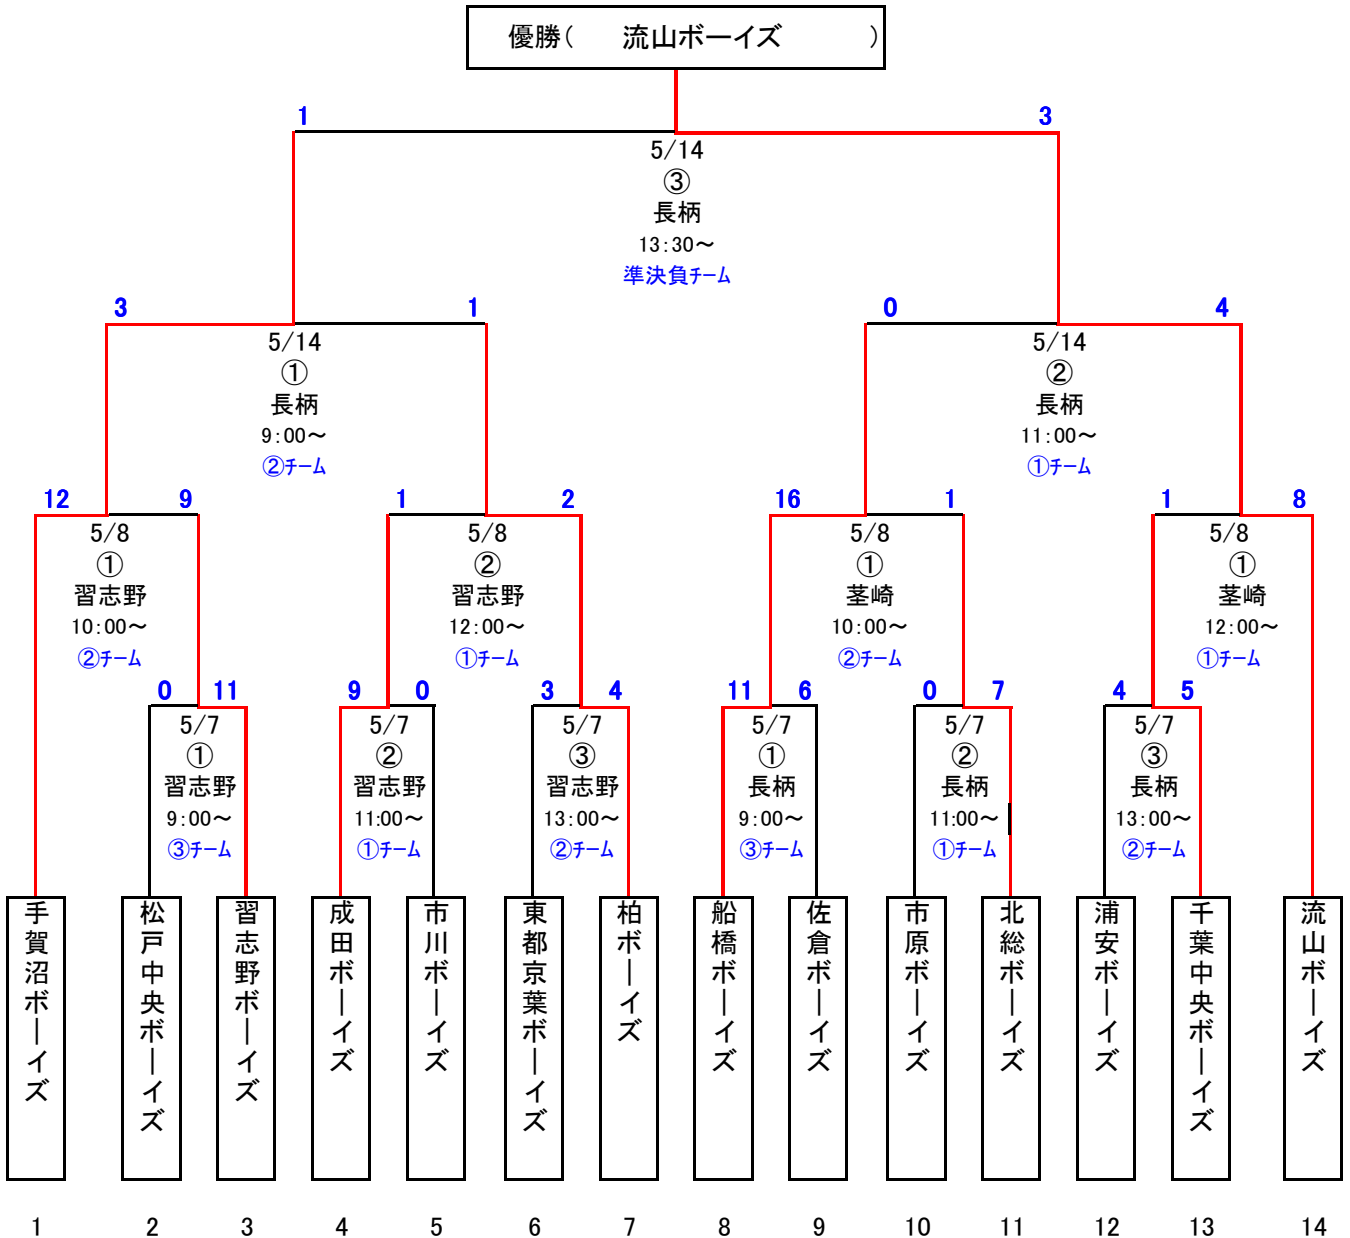 優勝(　流山ボーイズ　)
1 3
5/14
③
長柄
13:30～
準決負チーム
3 1 0 4
5/14 5/14
① ②
長柄 長柄
9:00～ 11:00～
②チーム ①チーム
12 9 1 2 16 1 1 8
5/8 5/8 5/8 5/8
① ② ① ①
習志野 習志野 茎崎 茎崎
10:00～ 12:00～ 10:00～ 12:00～
②チーム ①チーム ②チーム ①チーム
0 11 9 0 3 4 11 6 0 7 4 5
5/7 5/7 5/7 5/7 5/7 5/7
① ② ③ ① ② ③
習志野 習志野 習志野 長柄 長柄 長柄
9:00～ 11:00～ 13:00～ 9:00～ 11:00～ 13:00～
③チーム ①チーム ②チーム ③チーム ①チーム ②チーム
手賀沼ボーイズ
松戸中央ボーイズ
習志野ボーイズ
成田ボーイズ
市川ボーイズ
東都京葉ボーイズ
柏ボーイズ
船橋ボーイズ
佐倉ボーイズ
市原ボーイズ
北総ボーイズ
浦安ボーイズ
千葉中央ボーイズ
流山ボーイズ
1 2 3 4 5 6 7 8 9 10 11 12 13 14